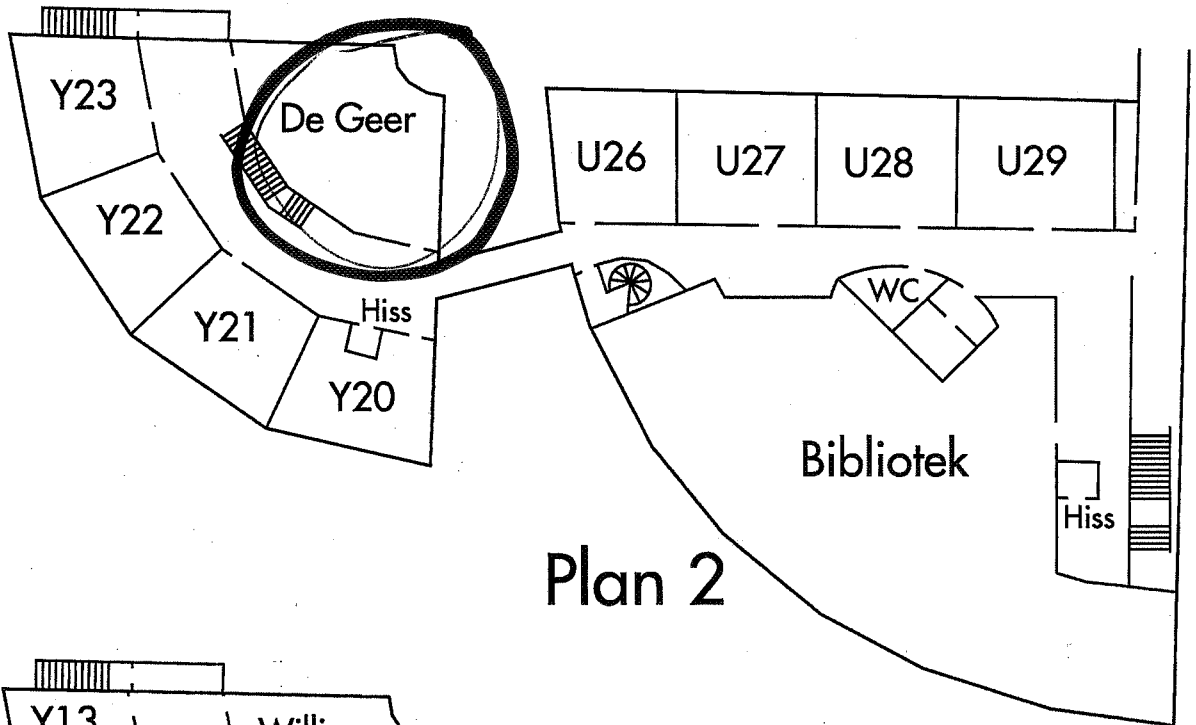 Y23
De Geer
U26
U27
U28
U29
Y22
WC
Hiss
Y21
Y20
Bibliotek
Hiss
Plan 2
Y13